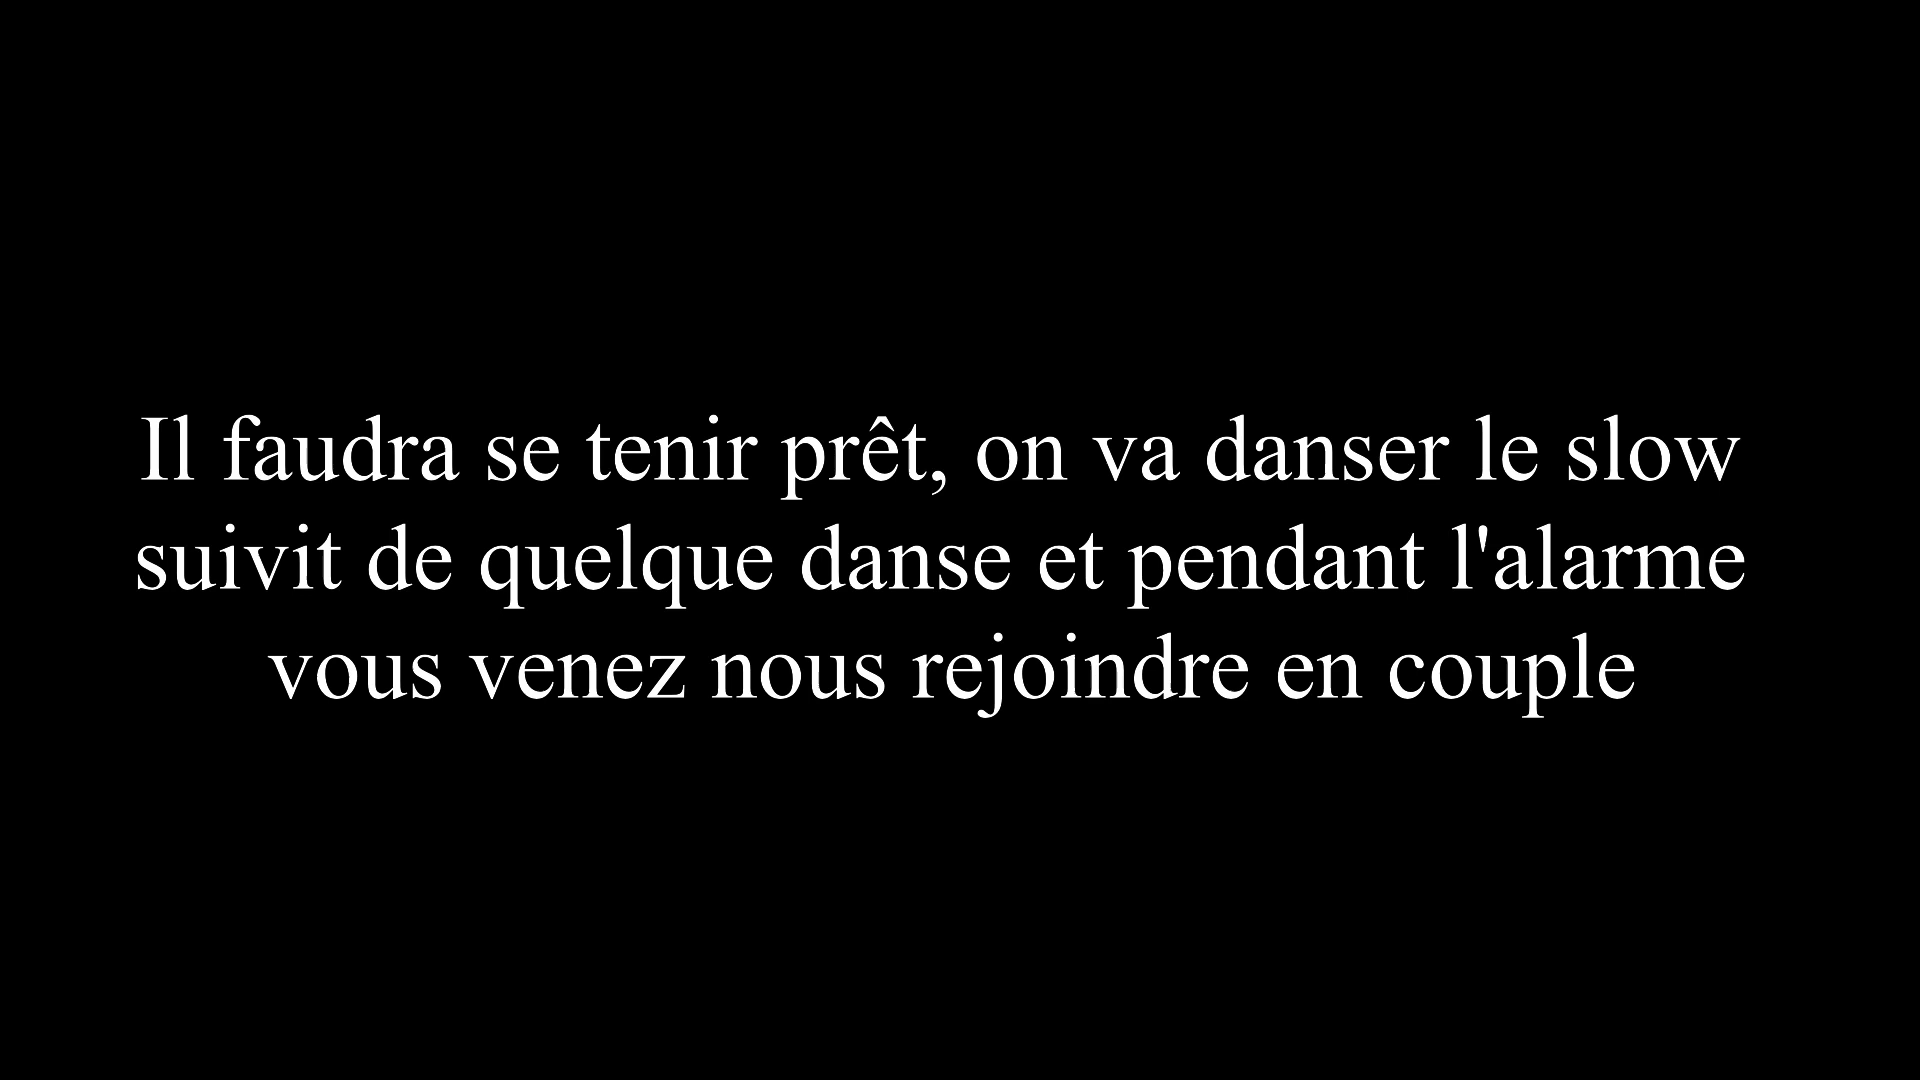 Il faudra se tenir prêt, on va danser le slow
suivit de quelque danse et pendant l'alarme
vous venez nous rejoindre en couple